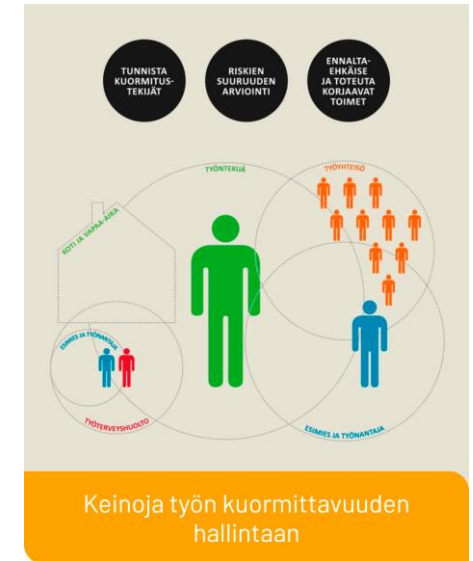 TUNNISTA
KUORMITUS-
TEKIJÄT
RISKIEN
SUURUUDEN
ARVIOINTI
ENNALTA-
EHKÄISE
JA TOTEUTA
KORJAAVAT
TOIMET
TYÖNTEKIJÄ
TYÖYHTEISÖ
KOTI JA VAPAA-AIKA
ESIMIES JA TYÖNANTAJA
TYÖTERVEYSHUOLTO
ESIMIES JA TYÖNANTAJA
Keinoja työn kuormittavuuden
hallintaan